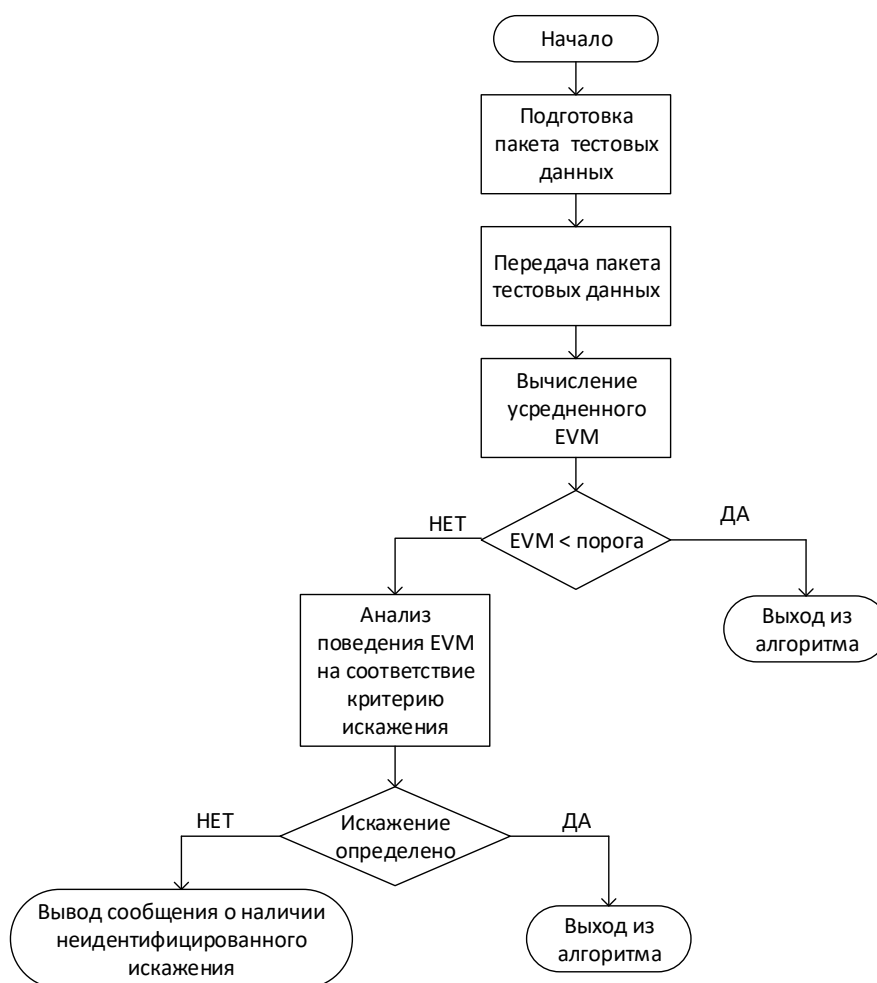 Начало
Подготовка
пакета тестовых
данных
Передача пакета
тестовых данных
Вычисление
усредненного
EVM
НЕТ
EVM < порога
ДА
Анализ
поведения EVM
на соответствие
критерию
искажения
Выход из
алгоритма
НЕТ
Искажение
определено
ДА
Вывод сообщения о наличии
неидентифицированного
искажения
Выход из
алгоритма